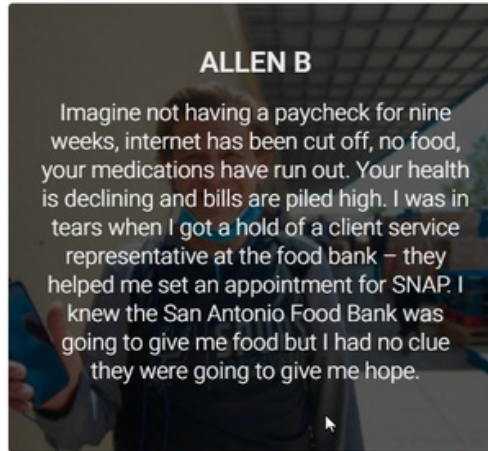 ALLEN B
Imagine not having a paycheck for nine
weeks, internet has been cut off, no food,
your medications have run out. Your health
is declining and bills are piled high. I was in
tears when I got a hold of a client service
representative at the food bank – they
helped me set an appointment for SNAP. I
knew the San Antonio Food Bank was
going to give me food but I had no clue
they were going to give me hope.